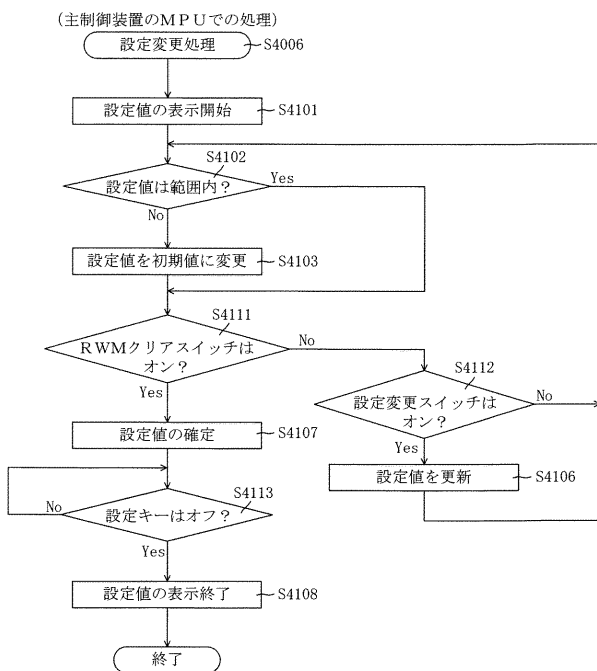 (主制御装置のMPUでの処理)
設定変更処理
S4006
設定値の表示開始
S4101
S4102
設定値は範囲内?
Yes
No
設定値を初期値に変更
S4103
S4111
RWMクリアスイッチは
オン?
No
Yes
S4112
設定変更スイッチは
オン?
No
Yes
設定値の確定
S4107
設定値を更新
S4106
S4113
設定キーはオフ?
No
Yes
設定値の表示終了
S4108
終了